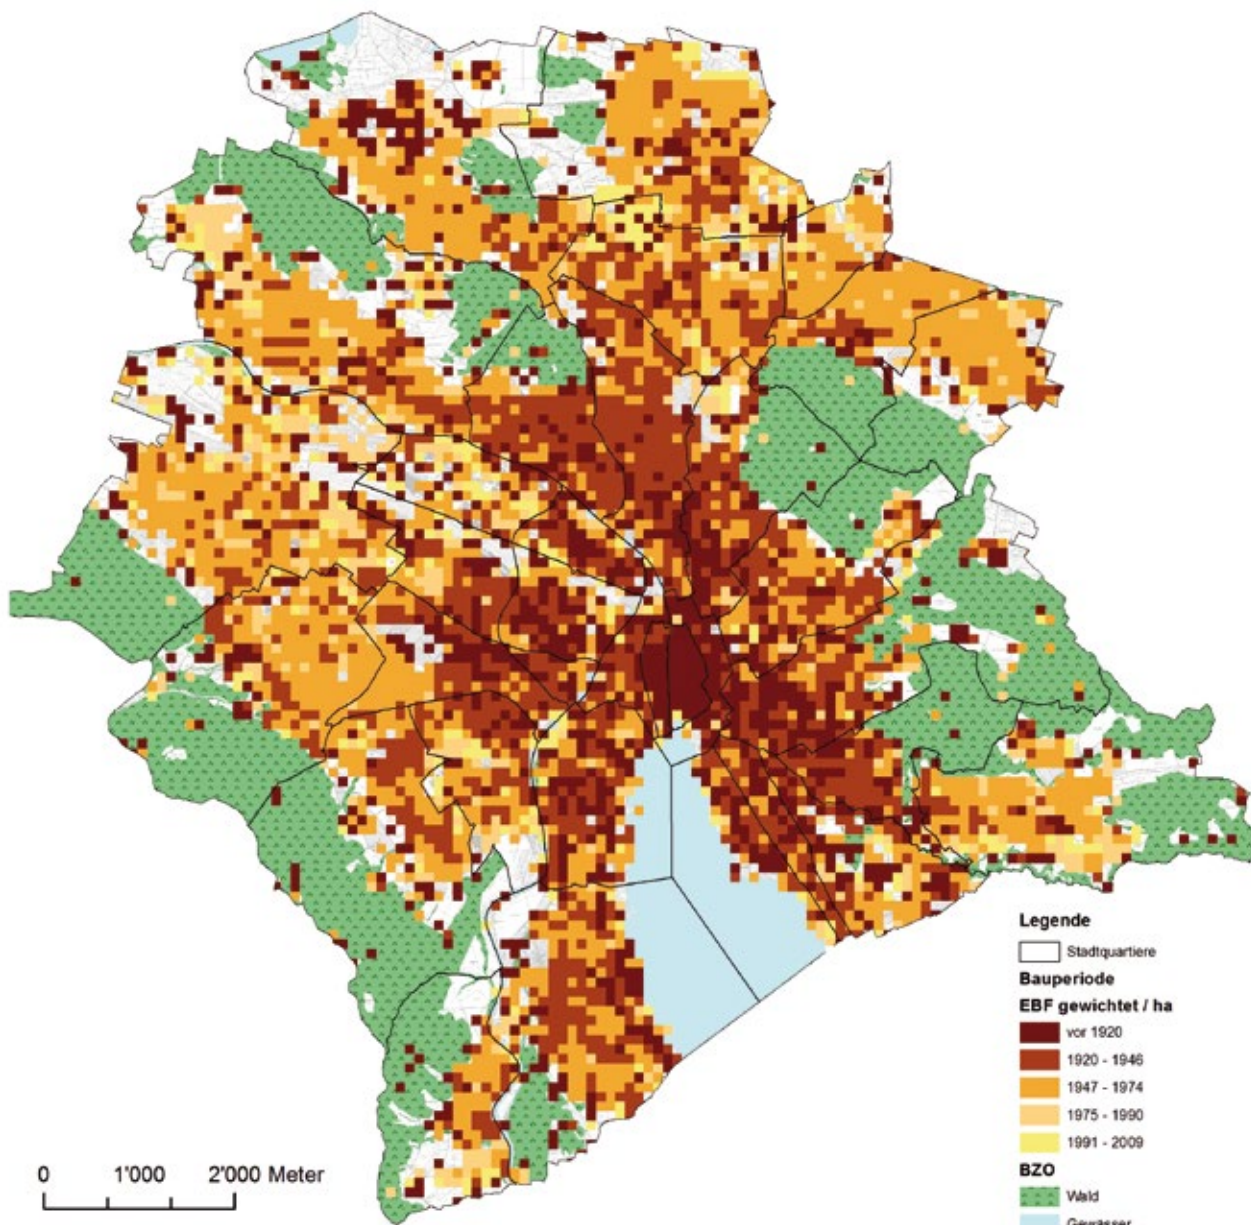 Legende
Stadtquartiere
Bauperiode
EBF gewichtet / ha
vor 1920
1920 - 1946
1947 - 1974
1975 - 1990
1991 - 2009
BZO
Wald
Gewässer
0 1'000 2'000 Meter